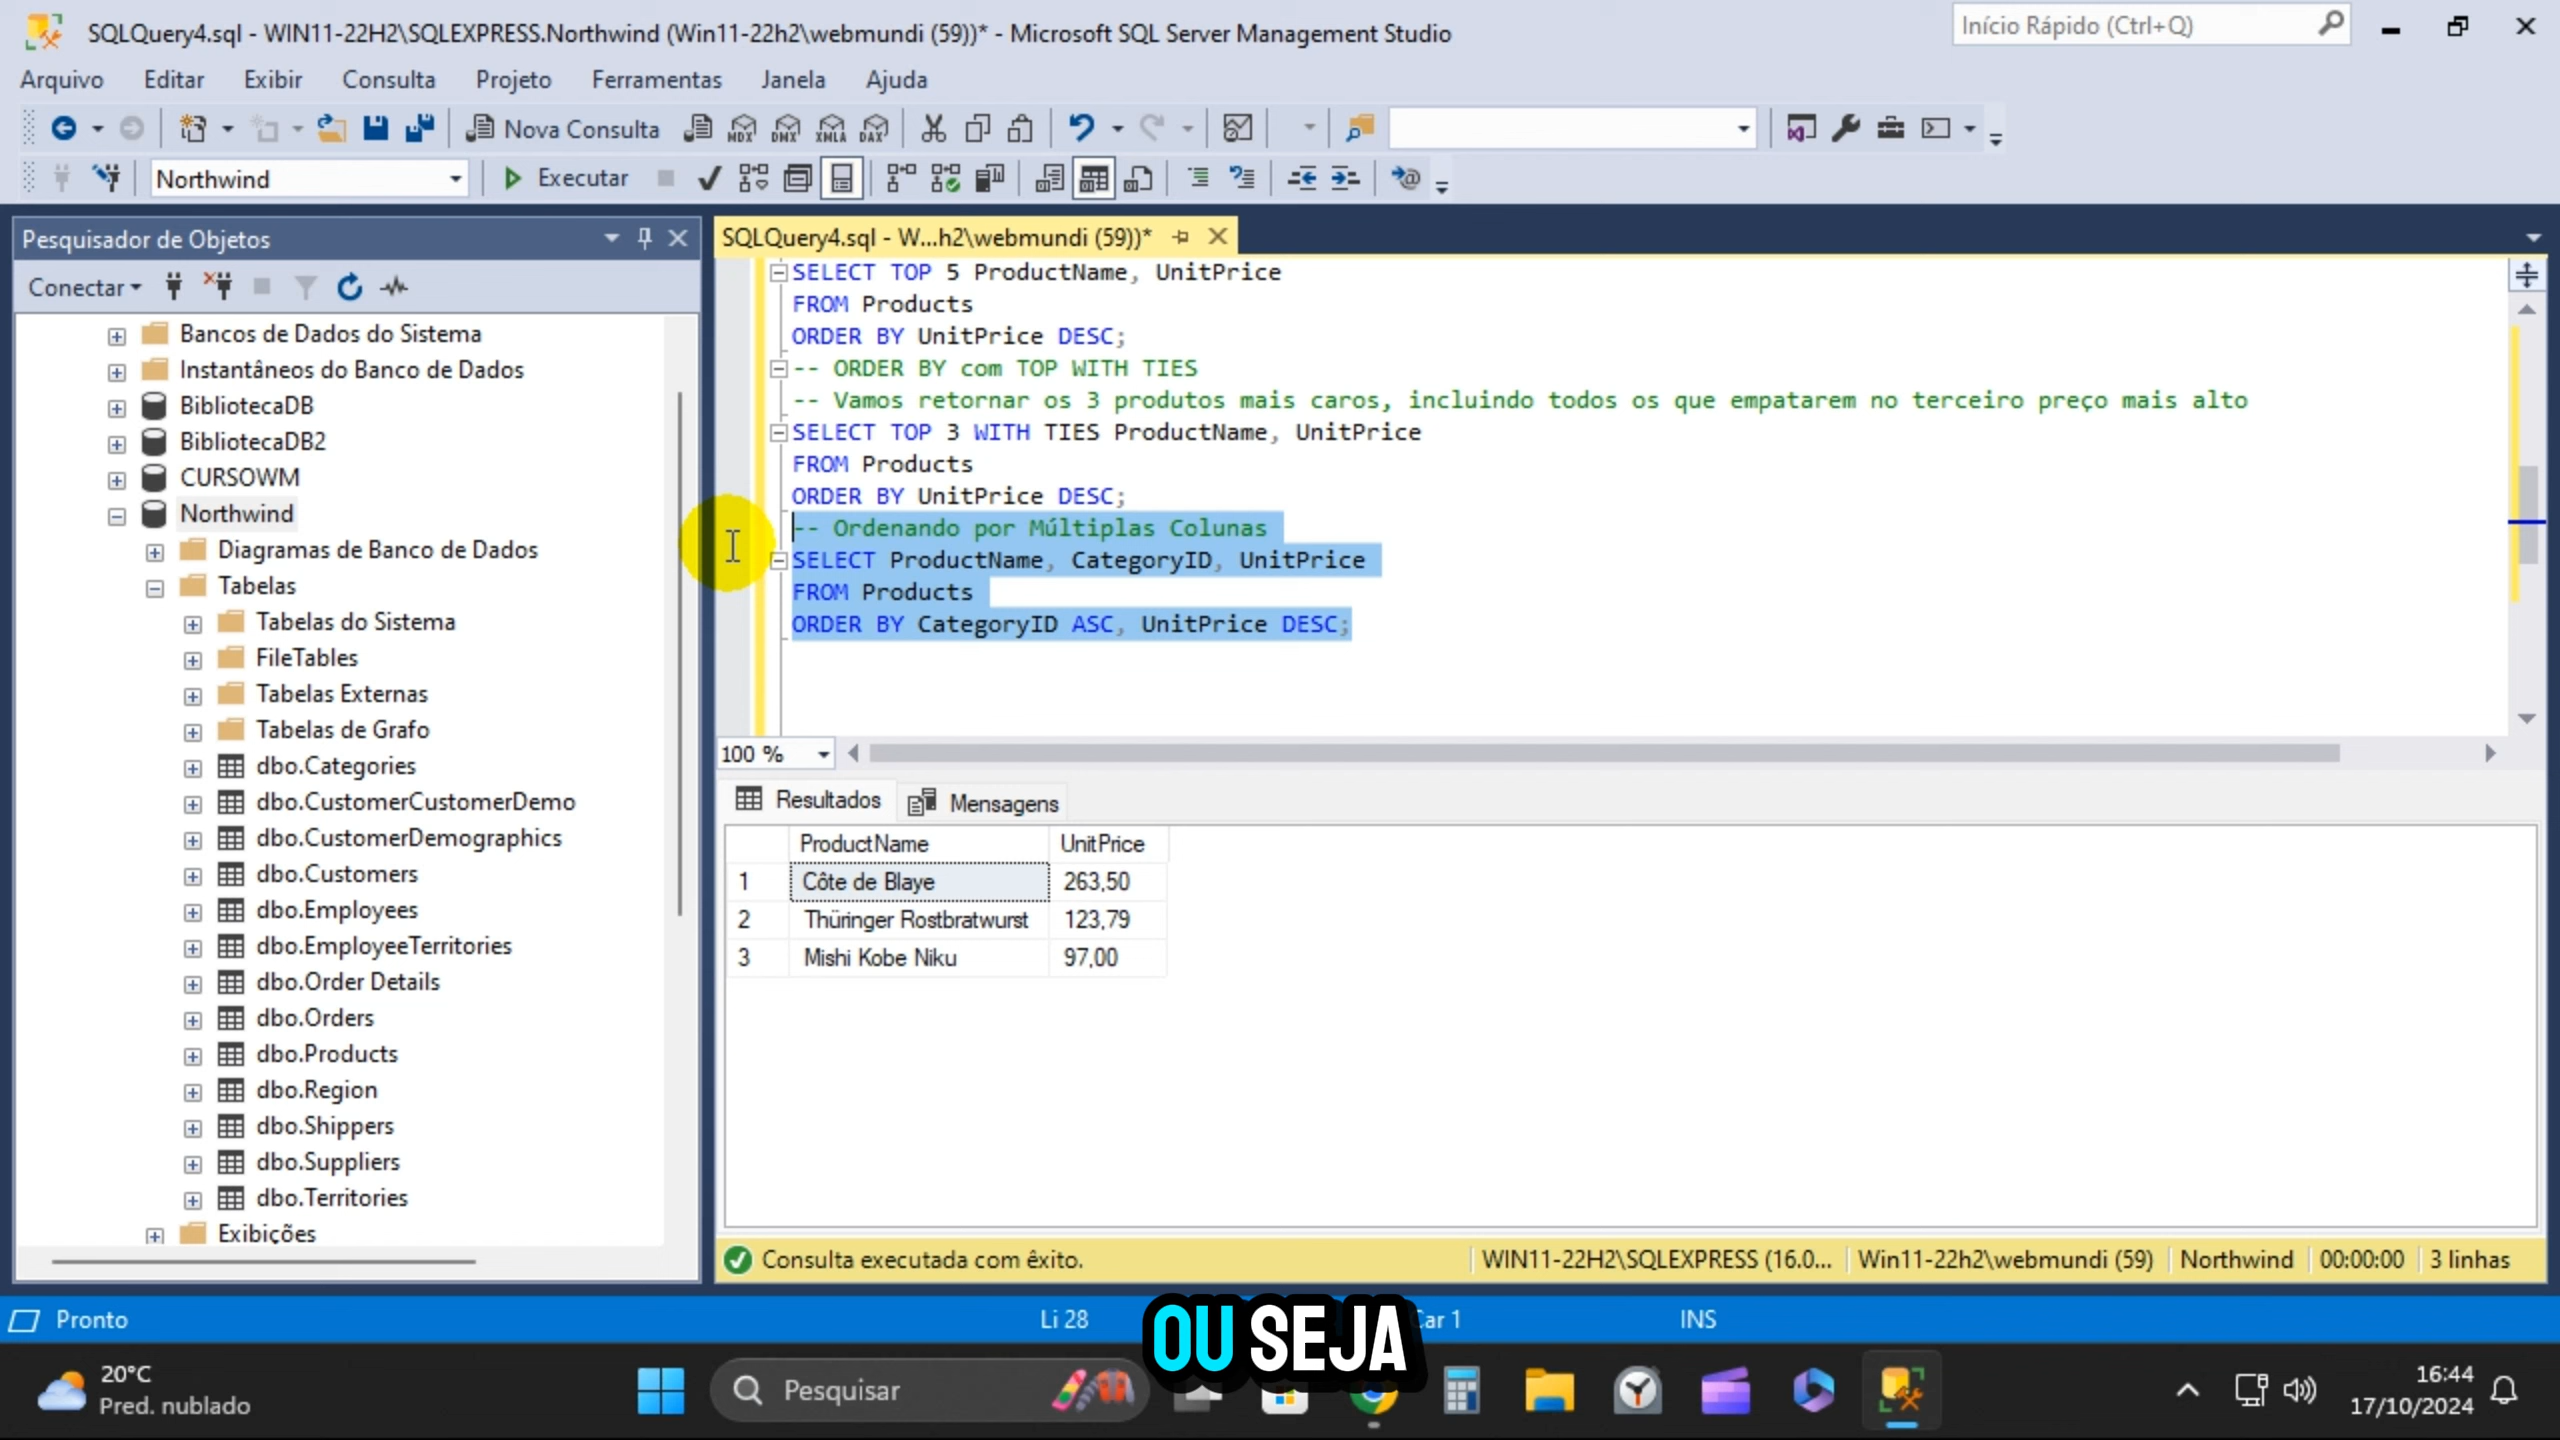 SQLQuery4.sql - WIN11-22H2\SQLEXPRESS.Northwind (Win11-22h2\webmundi (59))* - Microsoft SQL Server Management Studio
Início Rápido (Ctrl+Q)
Arquivo Editar Exibir Consulta Projeto Ferramentas Janela Ajuda
Nova Consulta MDX DMX XMLA DAX
Northwind Executar
Pesquisador de Objetos
Conectar
Bancos de Dados do Sistema
Instantâneos do Banco de Dados
BibliotecaDB
BibliotecaDB2
CURSOWM
Northwind
Diagramas de Banco de Dados
Tabelas
Tabelas do Sistema
FileTables
Tabelas Externas
Tabelas de Grafo
dbo.Categories
dbo.CustomerCustomerDemo
dbo.CustomerDemographics
dbo.Customers
dbo.Employees
dbo.EmployeeTerritories
dbo.Order Details
dbo.Orders
dbo.Products
dbo.Region
dbo.Shippers
dbo.Suppliers
dbo.Territories
Exibições
SQLQuery4.sql - W...h2\webmundi (59))*
SELECT TOP 5 ProductName, UnitPrice
FROM Products
ORDER BY UnitPrice DESC;
-- ORDER BY com TOP WITH TIES
-- Vamos retornar os 3 produtos mais caros, incluindo todos os que empatarem no terceiro preço mais alto
SELECT TOP 3 WITH TIES ProductName, UnitPrice
FROM Products
ORDER BY UnitPrice DESC;
-- Ordenando por Múltiplas Colunas
SELECT ProductName, CategoryID, UnitPrice
FROM Products
ORDER BY CategoryID ASC, UnitPrice DESC;
100 %
Resultados Mensagens
ProductName UnitPrice
1 Côte de Blaye 263,50
2 Thüringer Rostbratwurst 123,79
3 Mishi Kobe Niku 97,00
Consulta executada com êxito. WIN11-22H2\SQLEXPRESS (16.0... Win11-22h2\webmundi (59) Northwind 00:00:00 3 linhas
Pronto Li 28 Car 1 INS
OU SEJA
20°C
Pred. nublado
Pesquisar
16:44
17/10/2024